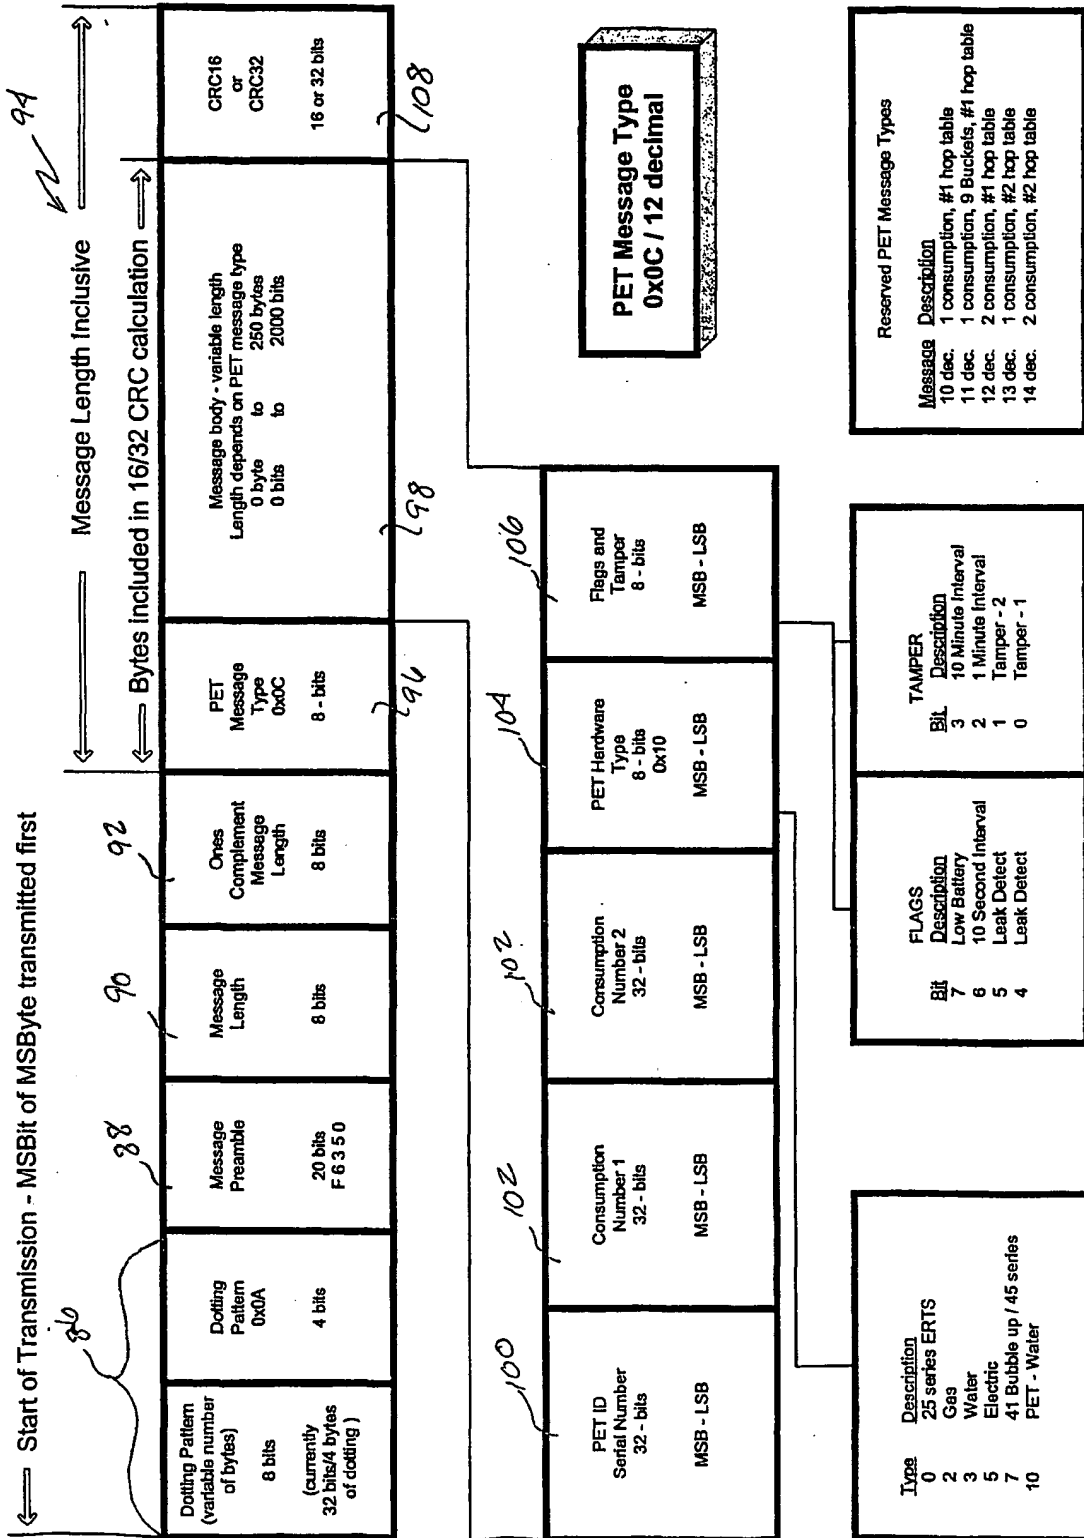 Start of Transmission - MSBit of MSByte transmitted first
Message Length Inclusive
94
Bytes included in 16/32 CRC calculation
86
88
90
92
Dotting Pattern
(variable number
of bytes)
8 bits
(currently
32 bits/4 bytes
of dotting )
Dotting
Pattern
0x0A
4 bits
Message
Preamble
20 bits
F 6 3 5 0
Message
Length
8 bits
Ones
Complement
Message
Length
8 bits
PET
Message
Type
0x0C
8 - bits
96
Message body - variable length
Length depends on PET message type
0 byte to 250 bytes
0 bits to 2000 bits
98
CRC16
or
CRC32
16 or 32 bits
108
100
102
102
104
106
PET ID
Serial Number
32 - bits
MSB - LSB
Consumption
Number 1
32 - bits
MSB - LSB
Consumption
Number 2
32 - bits
MSB - LSB
PET Hardware
Type
8 - bits
0x10
MSB - LSB
Flags and
Tamper
8 - bits
MSB - LSB
PET Message Type
0x0C / 12 decimal
Type Description
0 25 series ERTS
2 Gas
3 Water
5 Electric
7 41 Bubble up / 45 series
10 PET - Water
FLAGS
Bit Description
7 Low Battery
6 10 Second Interval
5 Leak Detect
4 Leak Detect
TAMPER
Bit Description
3 10 Minute Interval
2 1 Minute Interval
1 Tamper - 2
0 Tamper - 1
Reserved PET Message Types
Message Description
10 dec. 1 consumption, #1 hop table
11 dec. 1 consumption, 9 Buckets, #1 hop table
12 dec. 2 consumption, #1 hop table
13 dec. 1 consumption, #2 hop table
14 dec. 2 consumption, #2 hop table